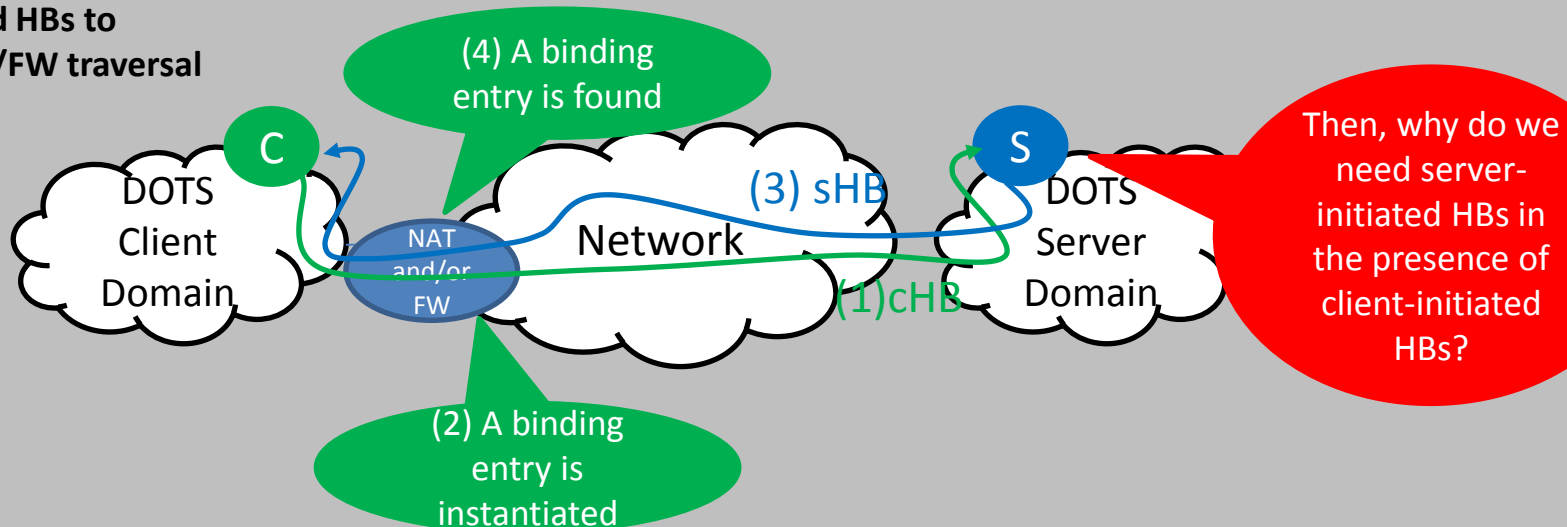 d HBs to
/FW traversal
(4) A binding
entry is found
C
S
Then, why do we
need server-
initiated HBs in
the presence of
client-initiated
HBs?
DOTS
Client
Domain
NAT
and/or
FW
Network
(3) sHB
(1)cHB
DOTS
Server
Domain
(2) A binding
entry is
instantiated